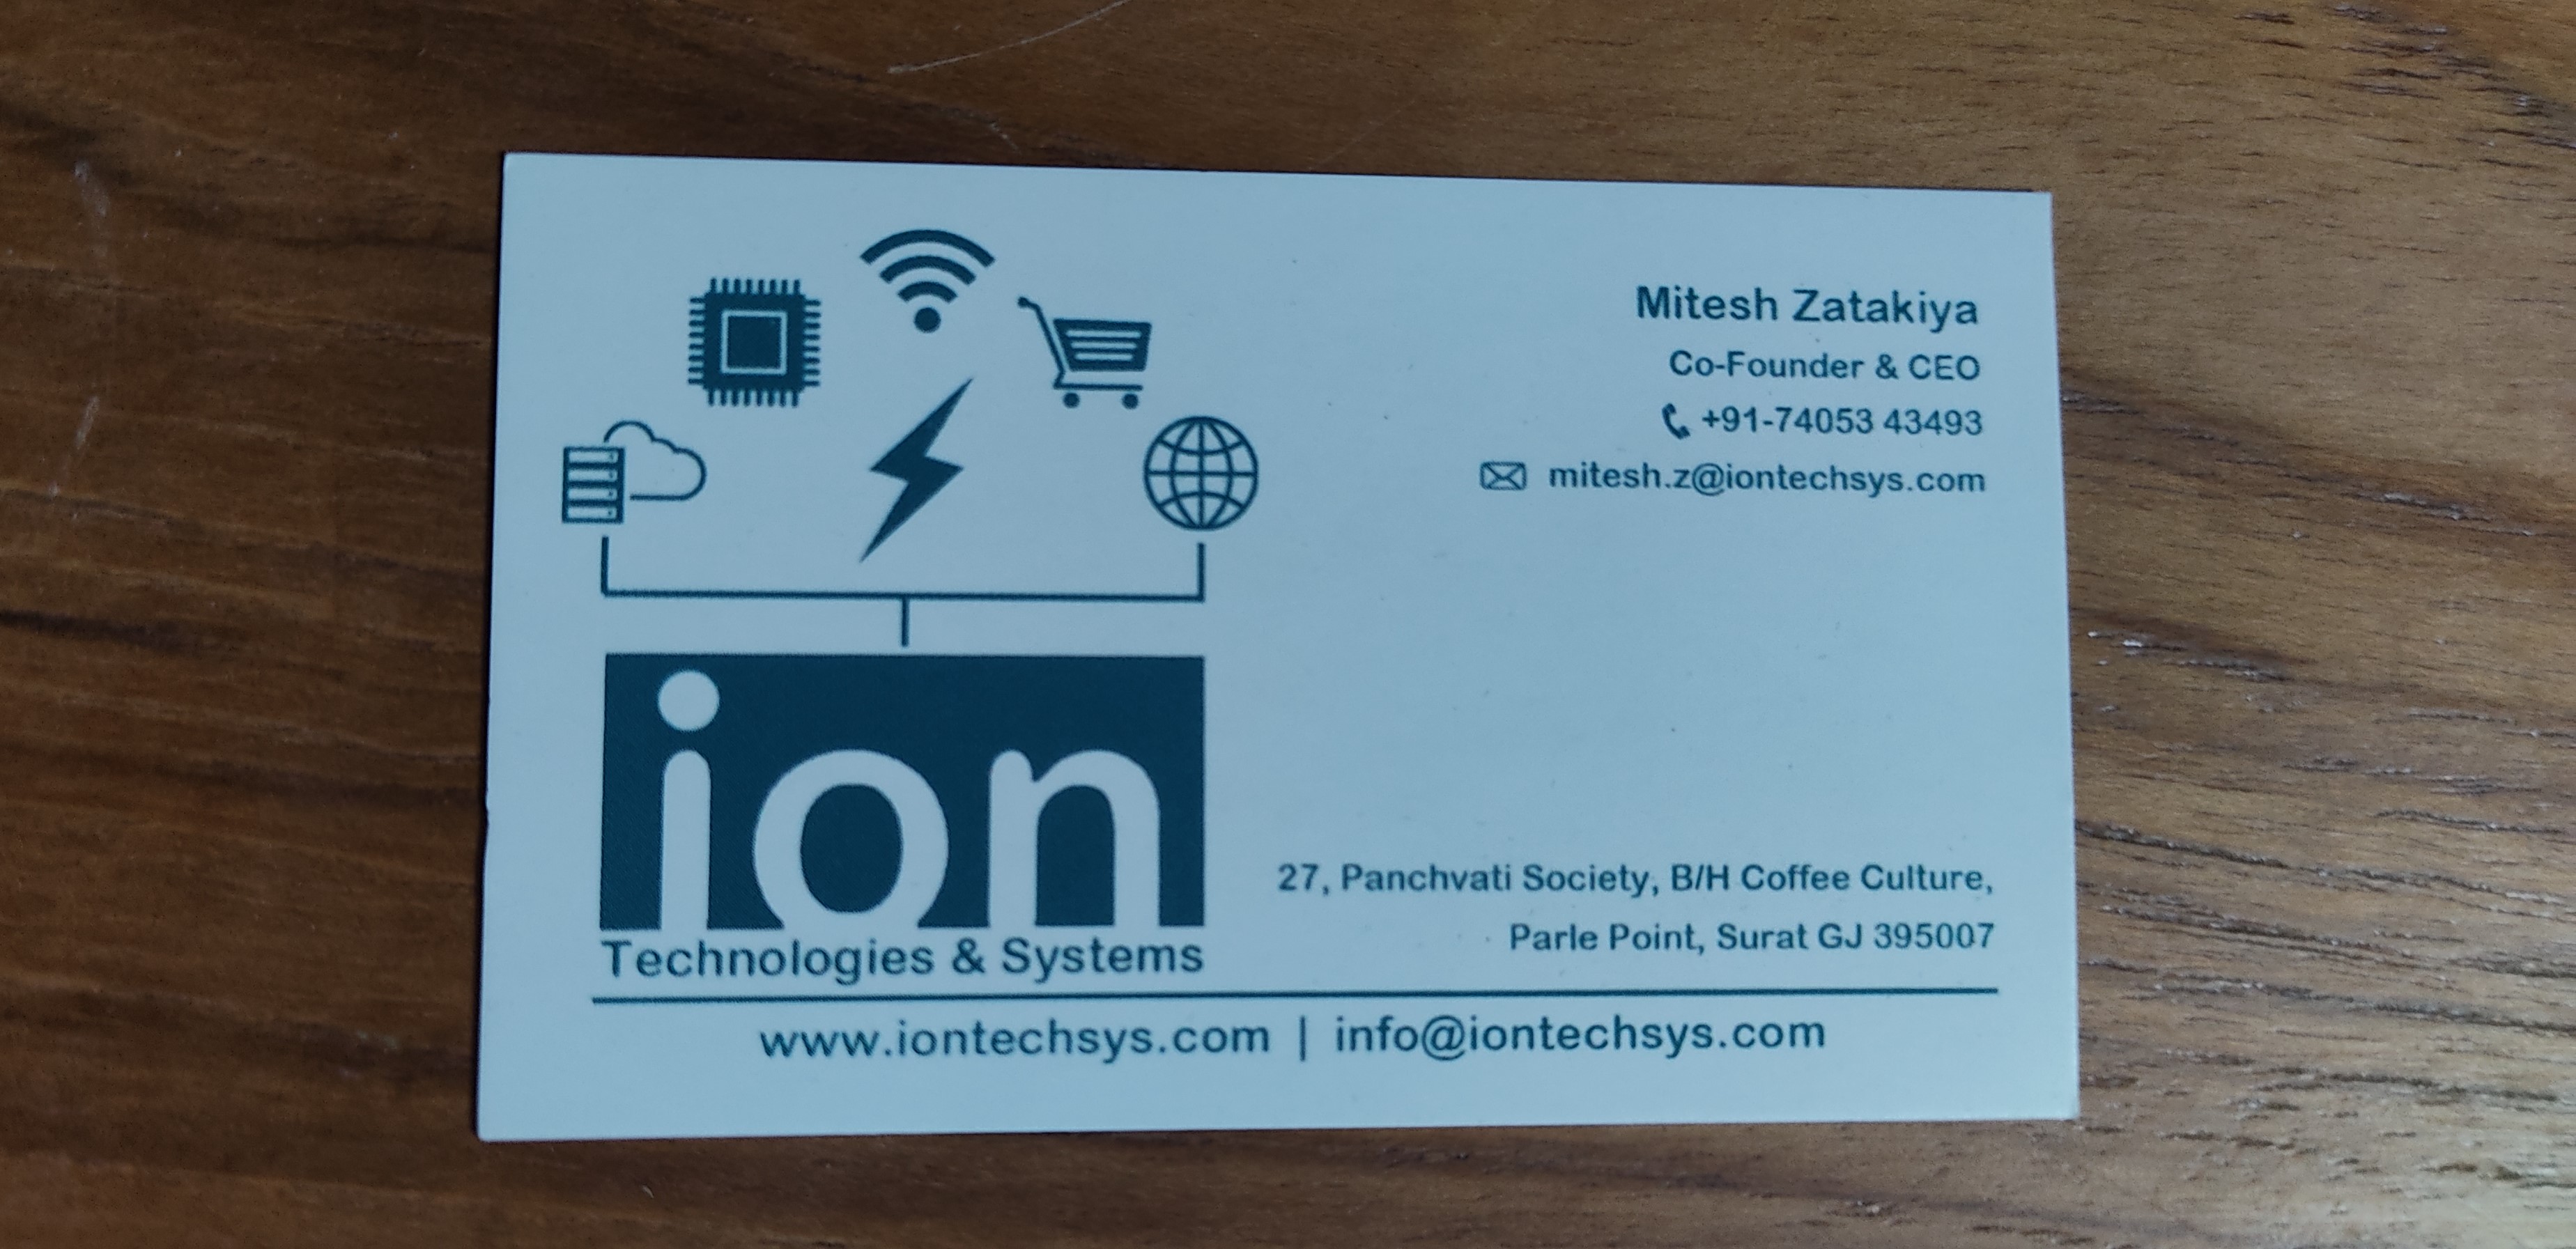 Mitesh Zatakiya
Co-Founder & CEO
+91-74053 43493
mitesh.z@iontechsys.com
ion
Technologies & Systems
27, Panchvati Society, B/H Coffee Culture,
Parle Point, Surat GJ 395007
www.iontechsys.com | info@iontechsys.com